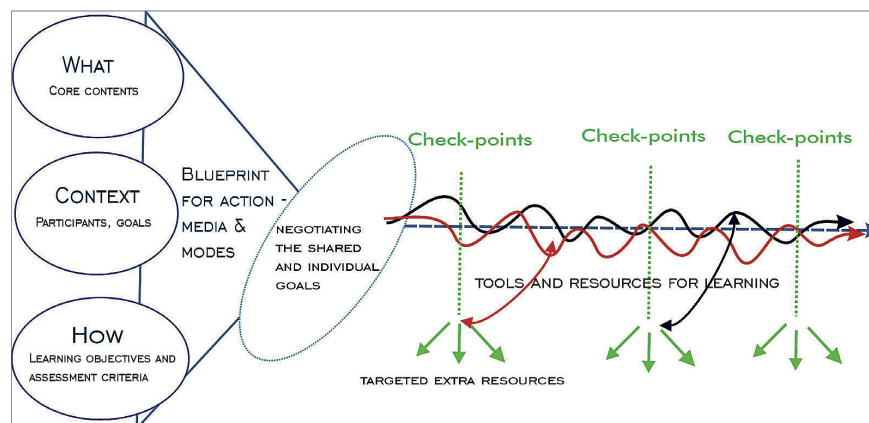 WHAT
CORE CONTENTS
CONTEXT
PARTICIPANTS, GOALS
HOW
LEARNING OBJECTIVES AND
ASSESSMENT CRITERIA
BLUEPRINT
FOR ACTION -
MEDIA &
MODES
NEGOTIATING
THE SHARED
AND INDIVIDUAL
GOALS
Check-points
Check-points
Check-points
TOOLS AND RESOURCES FOR LEARNING
TARGETED EXTRA RESOURCES